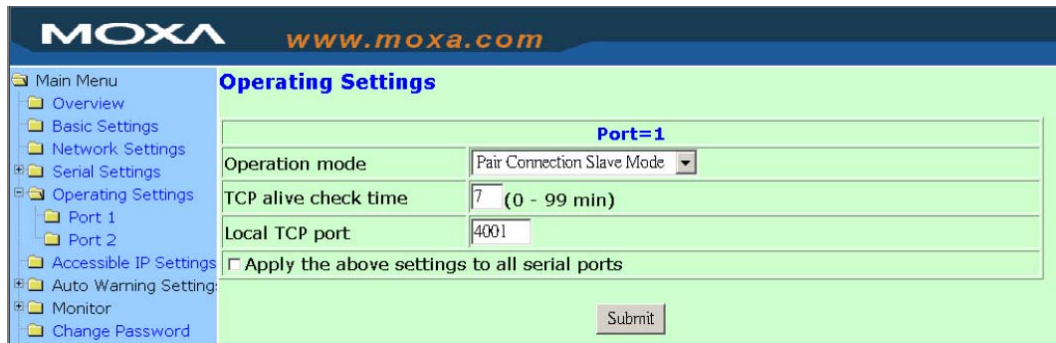 MOXA www.moxa.com
Main Menu
Overview
Basic Settings
Network Settings
Serial Settings
Operating Settings
Port 1
Port 2
Accessible IP Settings
Auto Warning Setting
Monitor
Change Password
Operating Settings
Port=1
Operation mode Pair Connection Slave Mode
TCP alive check time 7 (0 - 99 min)
Local TCP port 4001
Apply the above settings to all serial ports
Submit